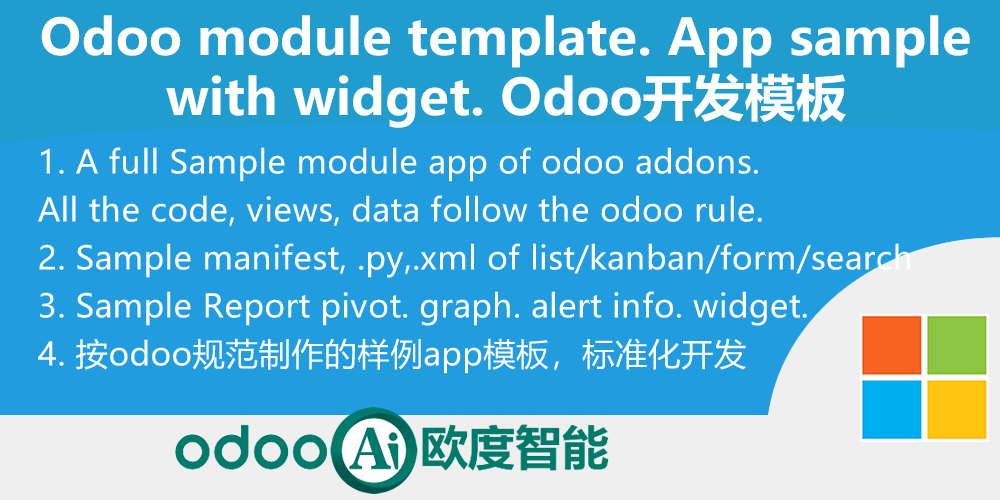 Odoo module template. App sample
with widget. Odoo开发模板
1. A full Sample module app of odoo addons.
All the code, views, data follow the odoo rule.
2. Sample manifest, .py,.xml of list/kanban/form/search
3. Sample Report pivot. graph. alert info. widget.
4. 按odoo规范制作的样例app模板，标准化开发
odoo Ai 欧度智能